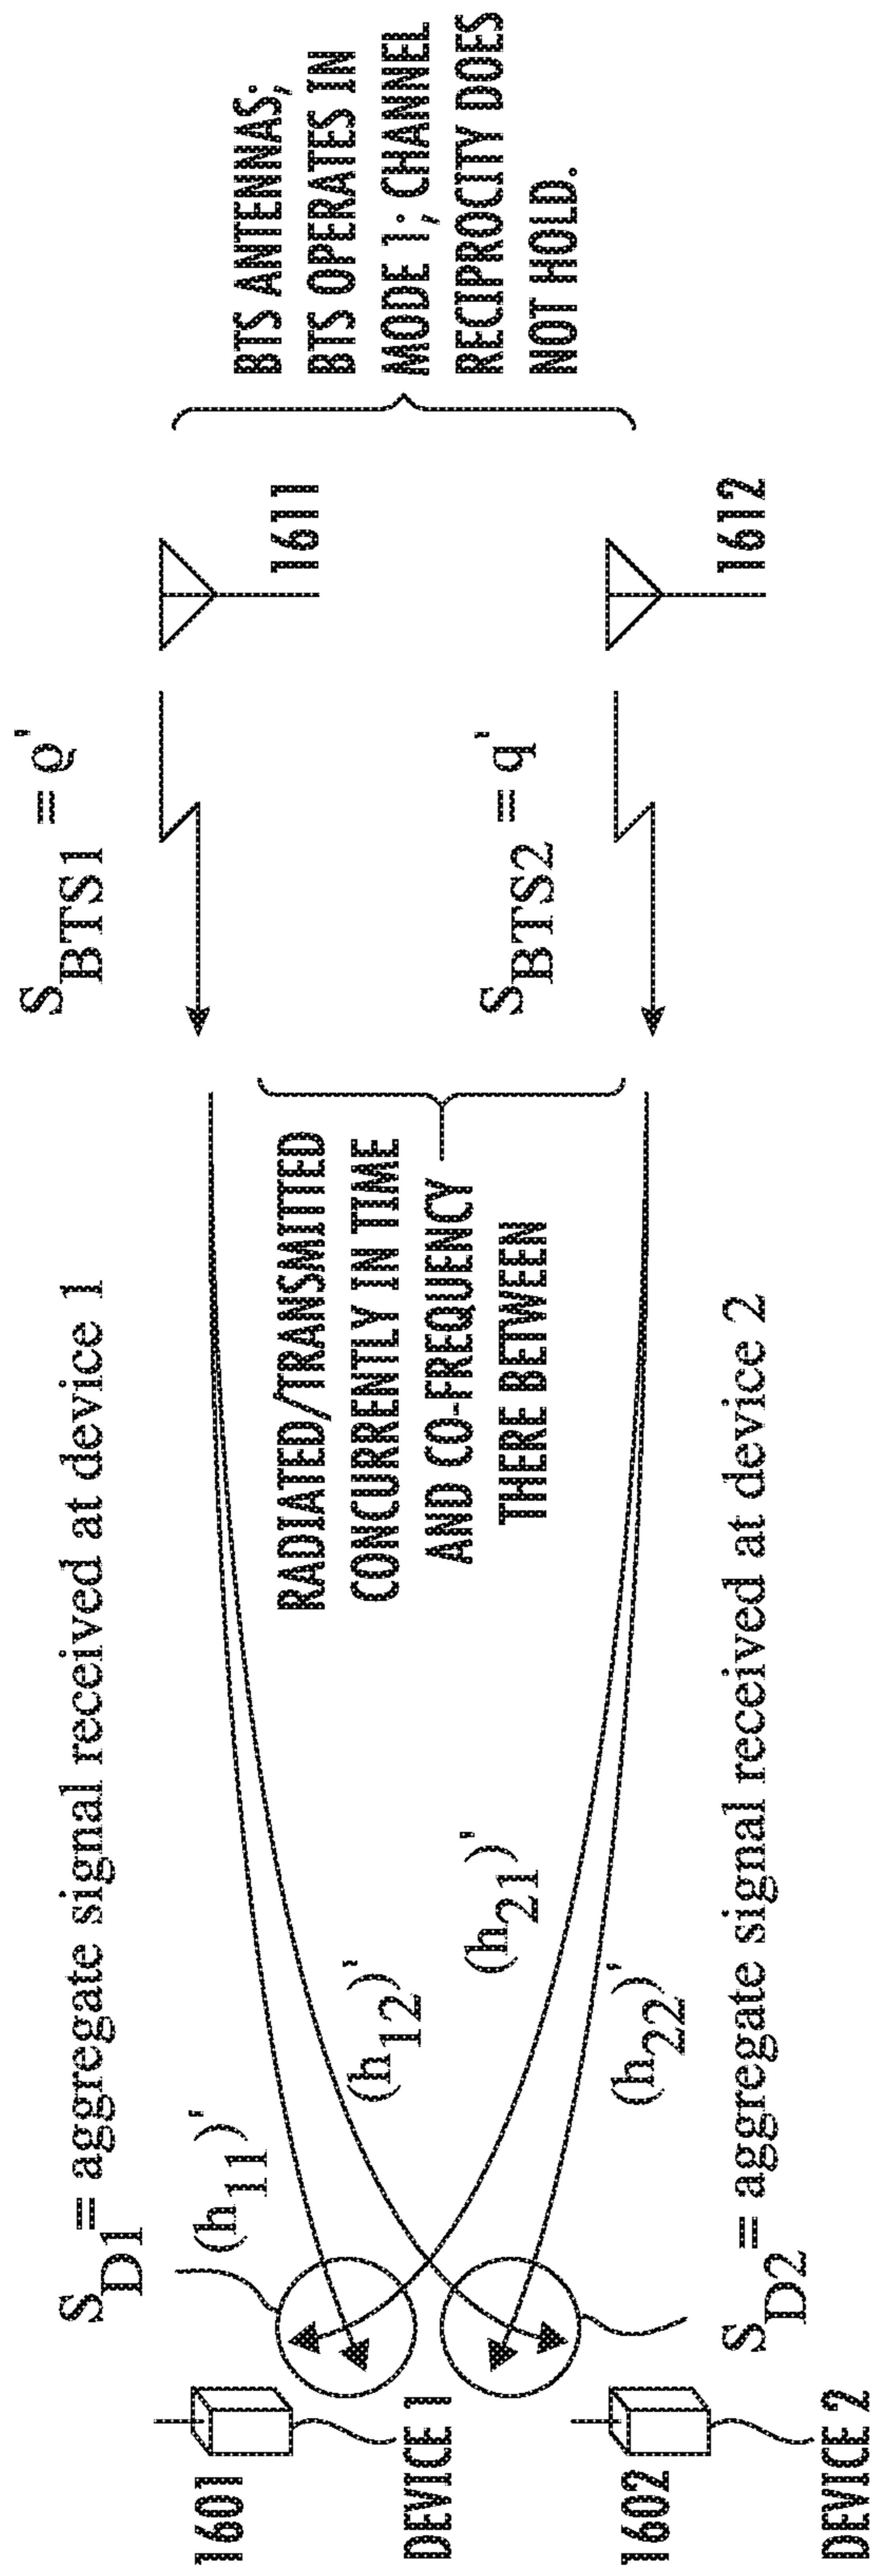 S_D1 = aggregate signal received at device 1
S_BTS1 = ϱ'
1601
DEVICE 1
(h_11)'
(h_12)'
RADIATED/TRANSMITTED
CONCURRENTLY IN TIME
AND CO-FREQUENCY
THERE BETWEEN
1611
BTS ANTENNAS;
BTS OPERATES IN
MODE 1; CHANNEL
RECIPROCITY DOES
NOT HOLD.
(h_21)'
S_BTS2 = q'
1602
DEVICE 2
(h_22)'
1612
S_D2 = aggregate signal received at device 2